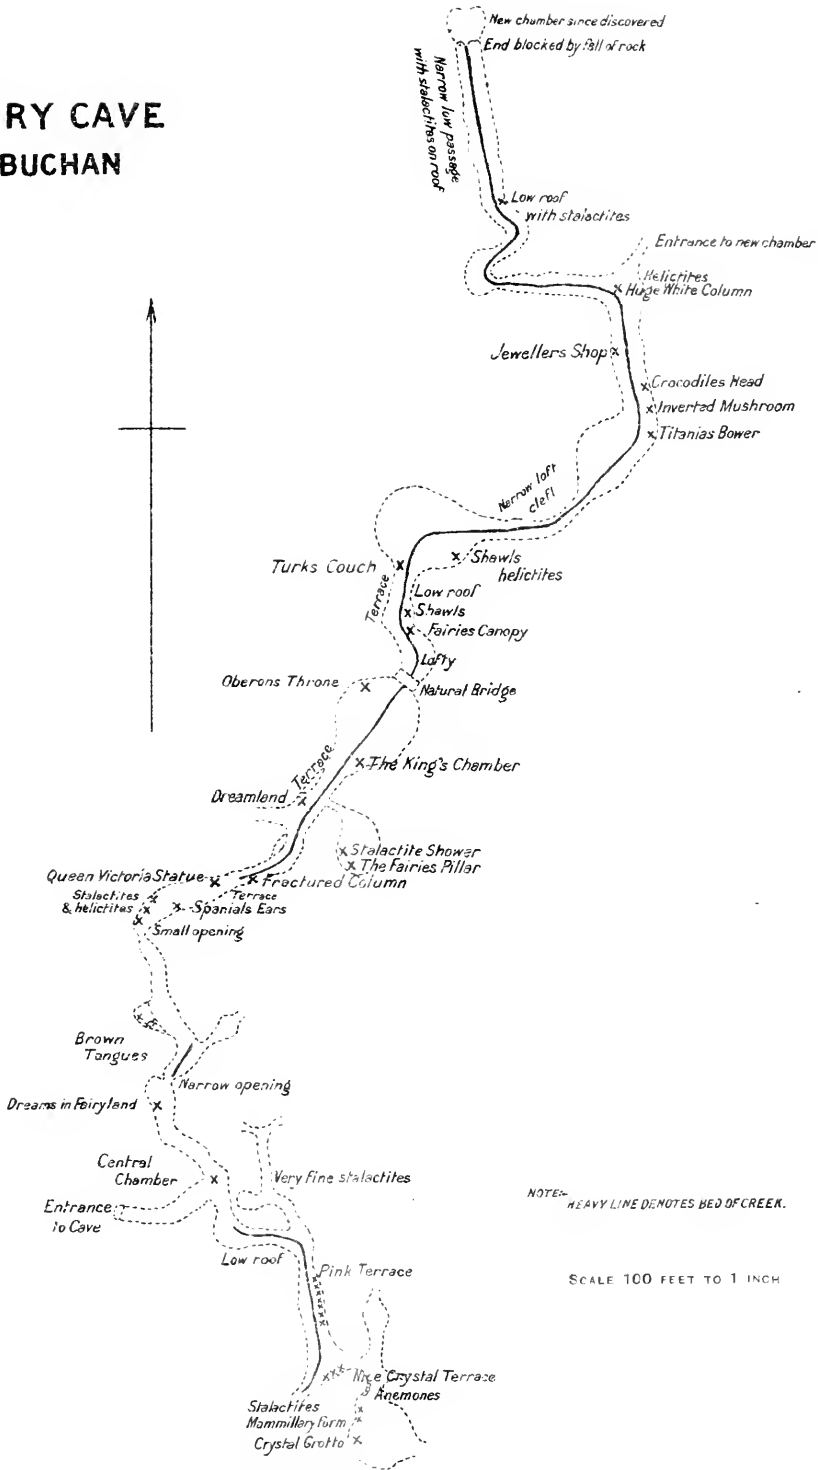 RY CAVE
BUCHAN
New chamber since discovered
End blocked by fall of rock
Narrow low passage
with stalactites on roof
Low roof
with stalactites
Entrance to new chamber
Helictites
Huge White Column
Jewellers Shop
Crocodiles Head
Inverted Mushroom
Titanias Bower
Narrow loft
cleft
Turks Couch
Shawls
helictites
Terrace
Low roof
Shawls
Fairies Canopy
Lofty
Oberons Throne
Natural Bridge
Terrace
The King's Chamber
Dreamland
Stalactite Shower
The Fairies Pillar
Queen Victoria Statue
Fractured Column
Stalactites
& helictites
Terrace
Spanials Ears
Small opening
Brown
Tangues
Narrow opening
Dreams in Fairyland
Central
Chamber
Very fine stalactites
Entrance
to Cave
NOTE:-
HEAVY LINE DENOTES BED OF CREEK.
Low roof
Pink Terrace
SCALE 100 FEET TO 1 INCH
Nice Crystal Terrace
Anemones
Stalactites
Mammillary form
Crystal Grotto